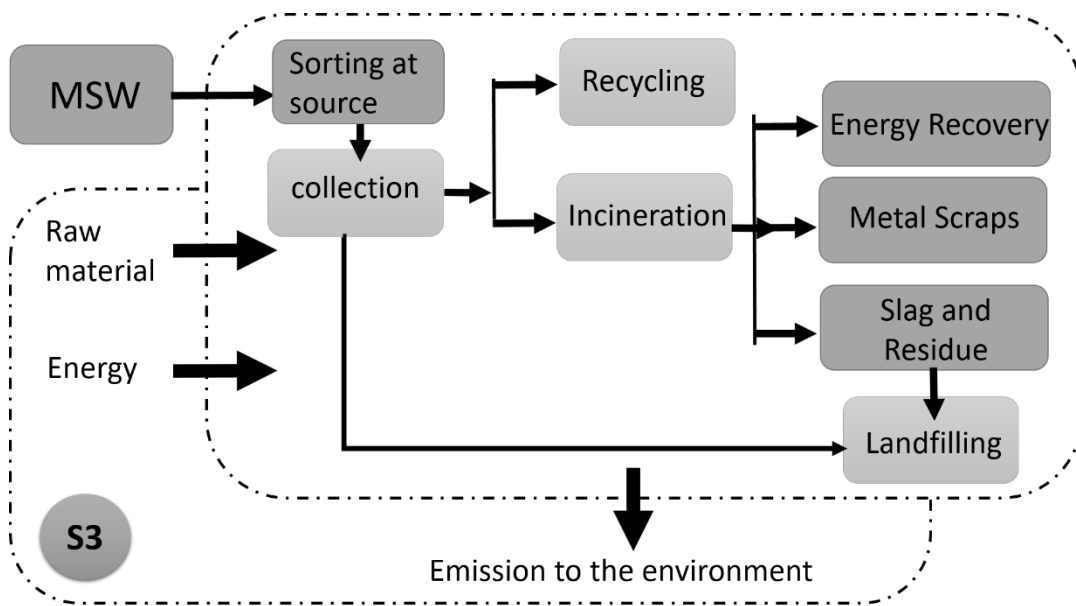 MSW
Sorting at
source
collection
Recycling
Incineration
Energy Recovery
Metal Scraps
Slag and
Residue
Landfilling
Raw
material
Energy
S3
Emission to the environment